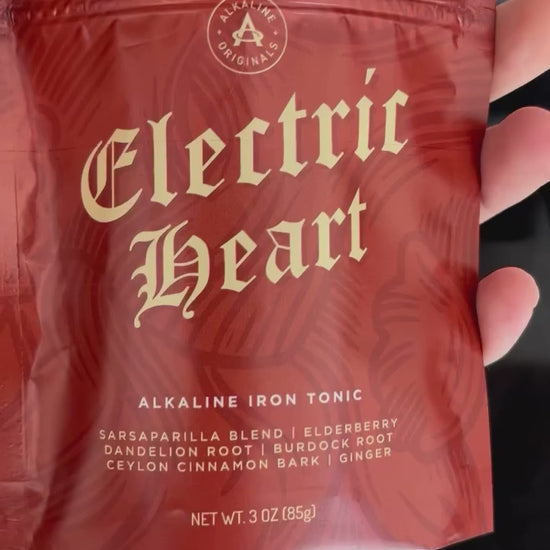 ALKALINE
A
ORIGINALS
Electric
Heart
ALKALINE IRON TONIC
SARSAPARILLA BLEND | ELDERBERRY
DANDELION ROOT | BURDOCK ROOT
CEYLON CINNAMON BARK | GINGER
NET WT. 3 OZ (85g)